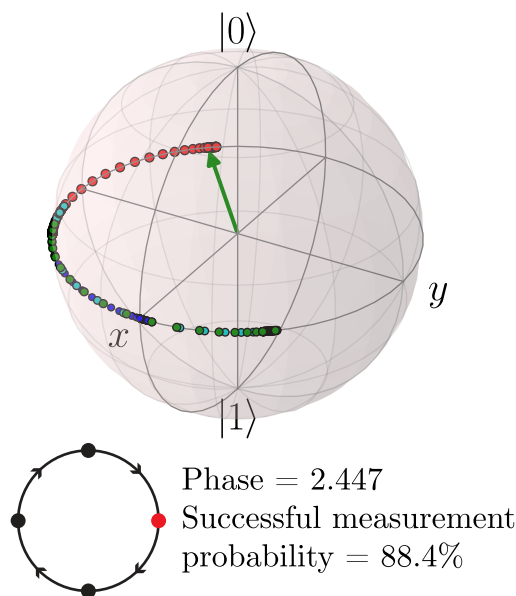 |0⟩
y
x
|1⟩
Phase = 2.447
Successful measurement
probability = 88.4%